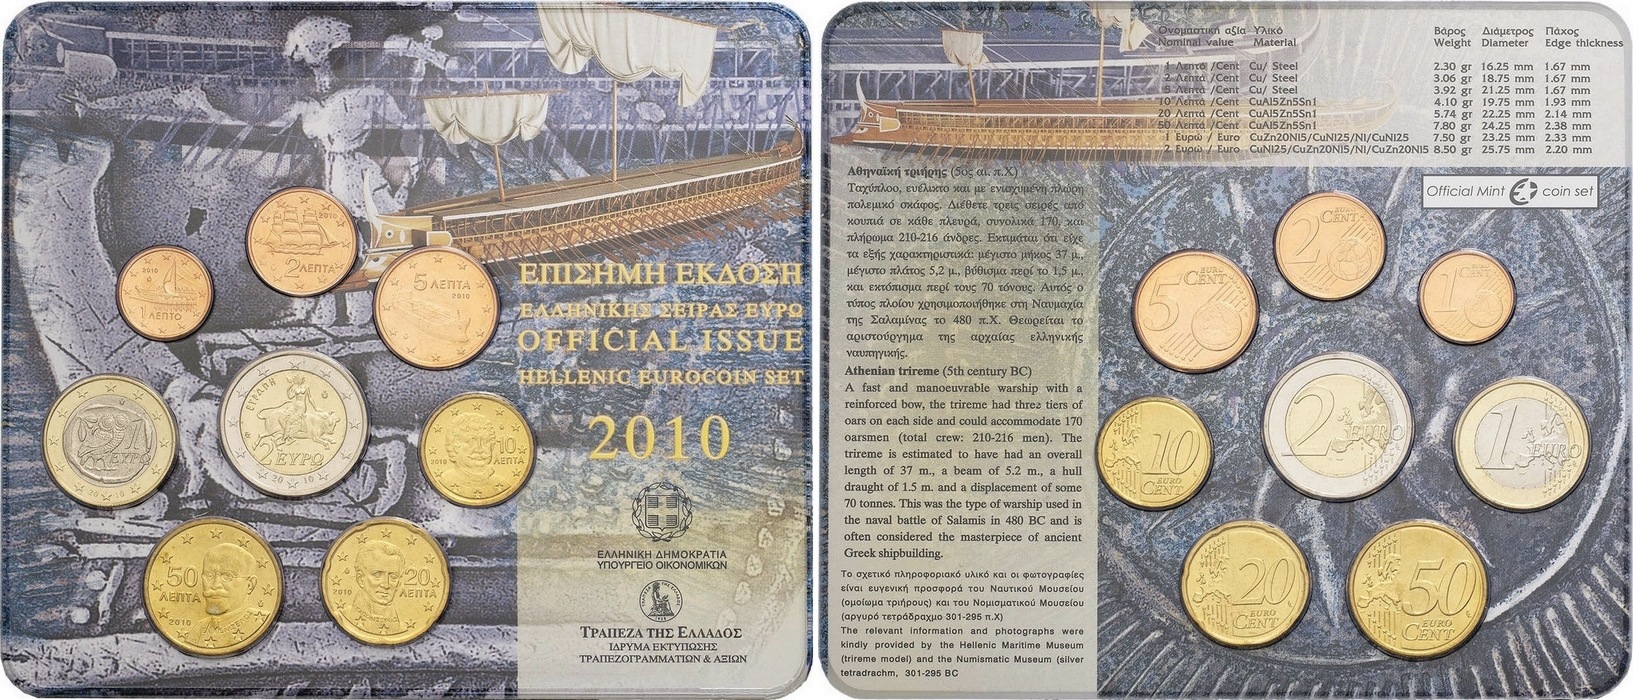 2010
2 ΛΕΠΤΑ
2010
1 ΛΕΠΤΟ
5 ΛΕΠΤΑ
2010
ΕΠΙΣΗΜΗ ΕΚΔΟΣΗ
ΕΛΛΗΝΙΚΗΣ ΣΕΙΡΑΣ ΕΥΡΩ
OFFICIAL ISSUE
HELLENIC EUROCOIN SET
2010
1 ΕΥΡΩ
2010
ΕΥΡΩΠΗ
2 ΕΥΡΩ
2010
10 ΛΕΠΤΑ
2010
50 ΛΕΠΤΑ
2010
20 ΛΕΠΤΑ
2010
ΕΛΛΗΝΙΚΗ ΔΗΜΟΚΡΑΤΙΑ
ΥΠΟΥΡΓΕΙΟ ΟΙΚΟΝΟΜΙΚΩΝ
ΤΡΑΠΕΖΑ ΤΗΣ ΕΛΛΑΔΟΣ
ΙΔΡΥΜΑ ΕΚΤΥΠΩΣΗΣ
ΤΡΑΠΕΖΟΓΡΑΜΜΑΤΙΩΝ & ΑΞΙΩΝ
Ονομαστική αξία Υλικό Βάρος Διάμετρος Πάχος
Nominal value Material Weight Diameter Edge thickness
1 Λεπτό /Cent Cu/ Steel 2.30 gr 16.25 mm 1.67 mm
2 Λεπτά /Cent Cu/ Steel 3.06 gr 18.75 mm 1.67 mm
5 Λεπτά /Cent Cu/ Steel 3.92 gr 21.25 mm 1.67 mm
10 Λεπτά /Cent CuAl5Zn5Sn1 4.10 gr 19.75 mm 1.93 mm
20 Λεπτά /Cent CuAl5Zn5Sn1 5.74 gr 22.25 mm 2.14 mm
50 Λεπτά /Cent CuAl5Zn5Sn1 7.80 gr 24.25 mm 2.38 mm
1 Ευρώ / Euro CuZn20Ni5/CuNi25/Ni/CuNi25 7.50 gr 23.25 mm 2.33 mm
2 Ευρώ / Euro CuNi25/CuZn20Ni5/Ni/CuZn20Ni5 8.50 gr 25.75 mm 2.20 mm
Αθηναϊκή τριήρης (5ος αι. π.Χ)
Ταχύπλοο, ευέλικτο και με ενισχυμένη πλώρη
πολεμικό σκάφος. Διέθετε τρεις σειρές από
κουπιά σε κάθε πλευρά, συνολικά 170, και
πλήρωμα 210-216 άνδρες. Εκτιμάται ότι είχε
τα εξής χαρακτηριστικά: μέγιστο μήκος 37 μ.,
μέγιστο πλάτος 5,2 μ., βύθισμα περί το 1.5 μ.,
και εκτόπισμα περί τους 70 τόνους. Αυτός ο
τύπος πλοίου χρησιμοποιήθηκε στη Ναυμαχία
της Σαλαμίνας το 480 π.Χ. Θεωρείται το
αριστούργημα της αρχαίας ελληνικής
ναυπηγικής.
Athenian trireme (5th century BC)
A fast and manoeuvrable warship with a
reinforced bow, the trireme had three tiers of
oars on each side and could accommodate 170
oarsmen (total crew: 210-216 men). The
trireme is estimated to have had an overall
length of 37 m., a beam of 5.2 m., a hull
draught of 1.5 m. and a displacement of some
70 tonnes. This was the type of warship used in
the naval battle of Salamis in 480 BC and is
often considered the masterpiece of ancient
Greek shipbuilding.
Το σχετικό πληροφοριακό υλικό και οι φωτογραφίες
είναι ευγενική προσφορά του Ναυτικού Μουσείου
(ομοίωμα τριήρους) και του Νομισματικού Μουσείου
(αργυρό τετράδραχμο 301-295 π.Χ)
The relevant information and photographs were
kindly provided by the Hellenic Maritime Museum
(trireme model) and the Numismatic Museum (silver
tetradrachm, 301-295 BC
Official Mint coin set
2 EURO CENT
5 EURO CENT
1 EURO CENT
10 EURO CENT
2 EURO
1 EURO
20 EURO CENT
50 EURO CENT